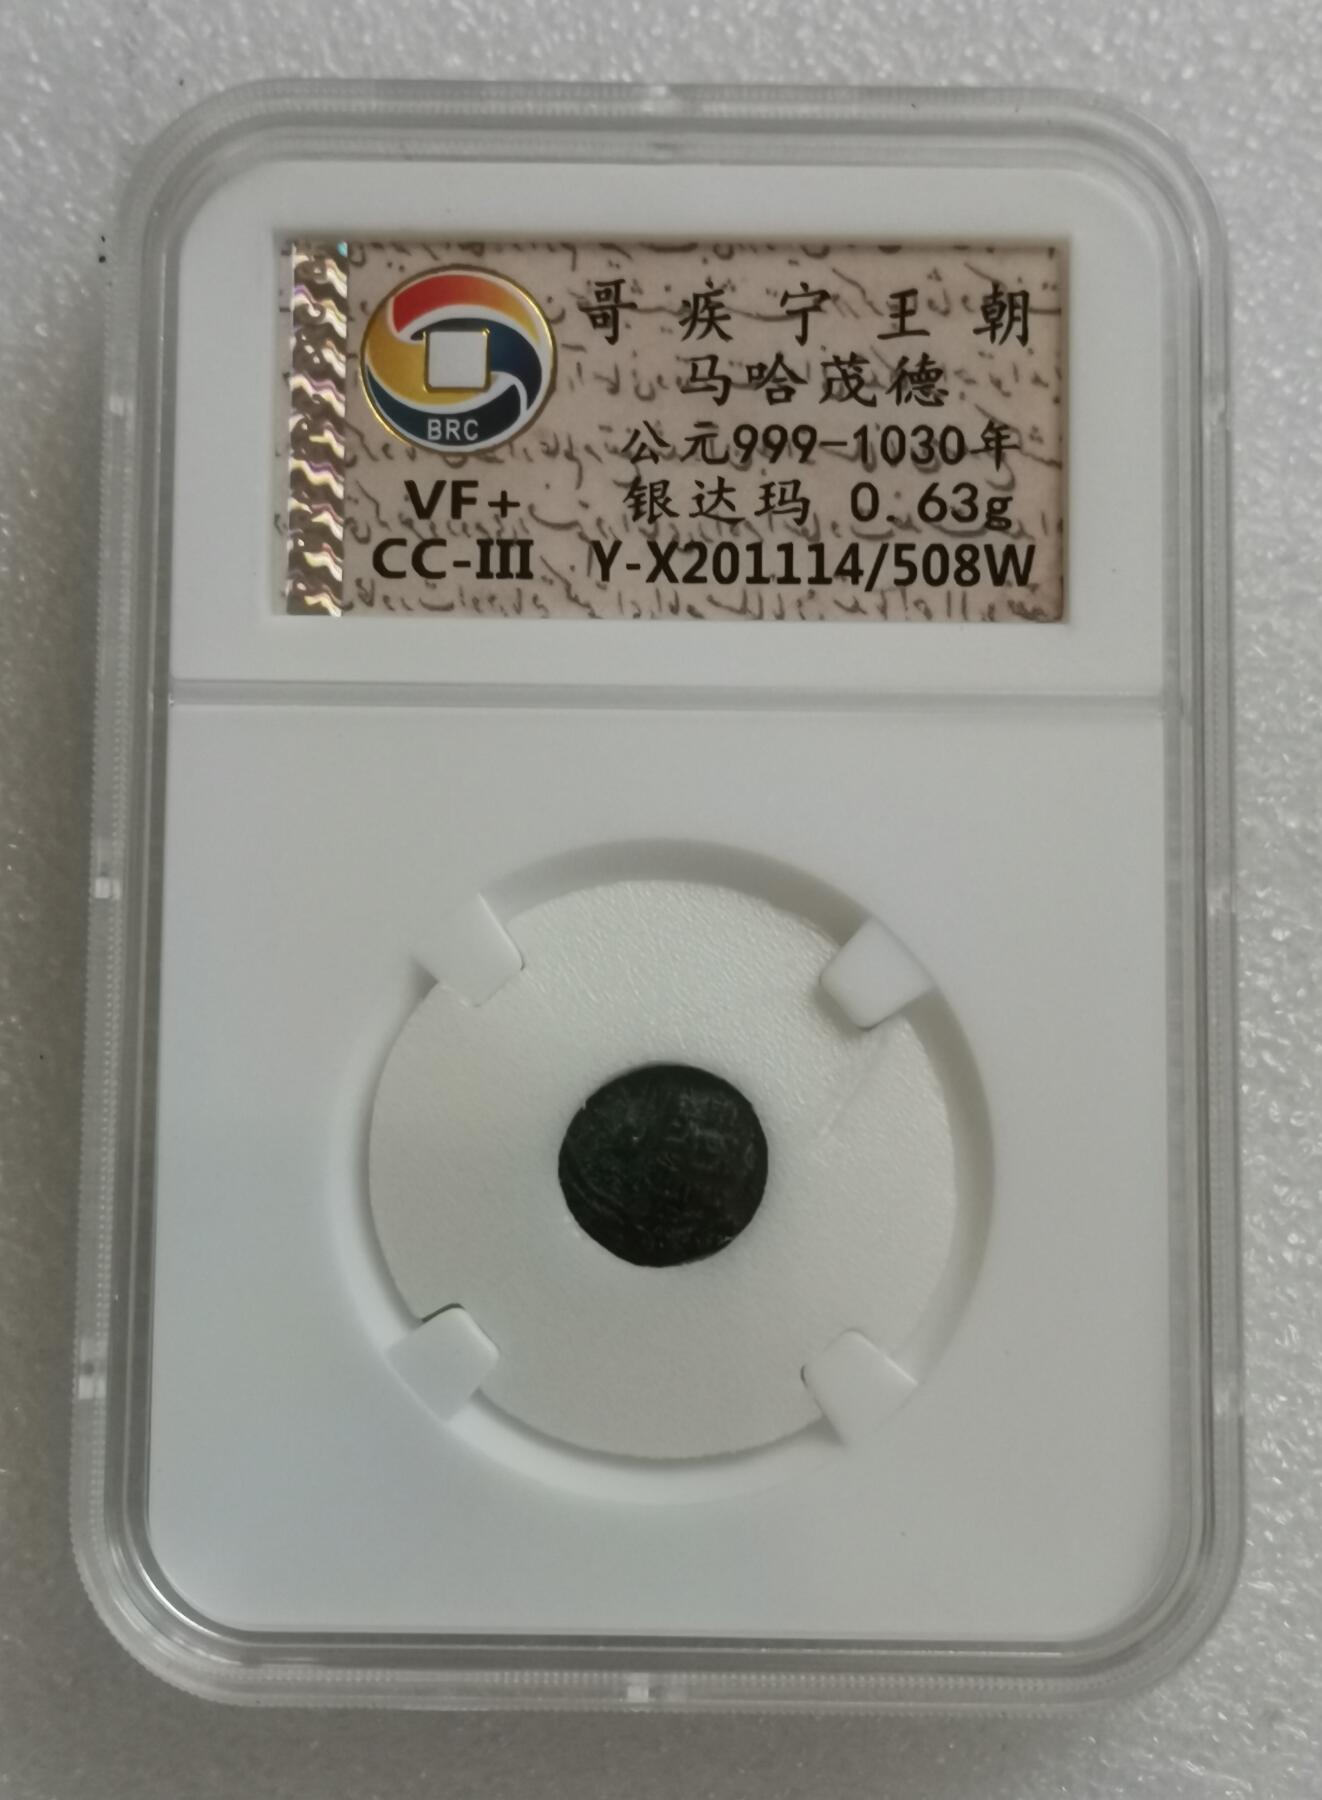 哥疾宁王朝
马哈茂德
公元999-1030年
银达玛 0.63g
BRC
VF+
CC-III Y-X201114/508W